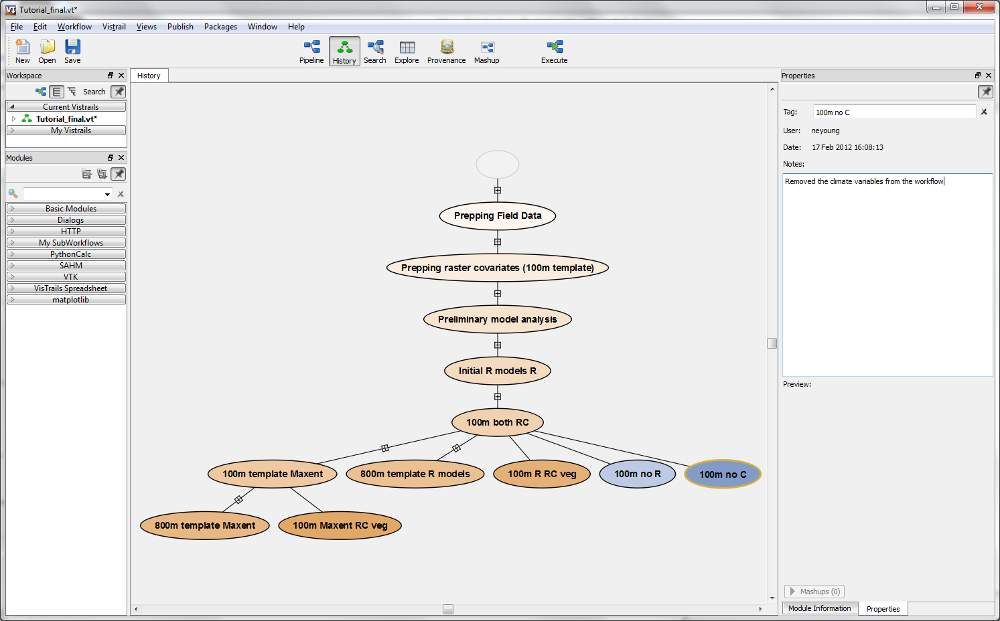 VT Tutorial_final.vt*
File Edit Workflow Vistrail Views Publish Packages Window Help
New Open Save Pipeline History Search Explore Provenance Mashup Execute
Workspace
Search
Current Vistrails
Tutorial_final.vt*
My Vistrails
Modules
Basic Modules
Dialogs
HTTP
My SubWorkflows
PythonCalc
SAHM
VTK
VisTrails Spreadsheet
matplotlib
History
Prepping Field Data
Prepping raster covariates (100m template)
Preliminary model analysis
Initial R models R
100m both RC
100m template Maxent 800m template R models 100m R RC veg 100m no R 100m no C
800m template Maxent 100m Maxent RC veg
Properties
Tag: 100m no C
User: neyoung
Date: 17 Feb 2012 16:08:13
Notes:
Removed the climate variables from the workflow
Preview:
Mashups (0)
Module Information Properties